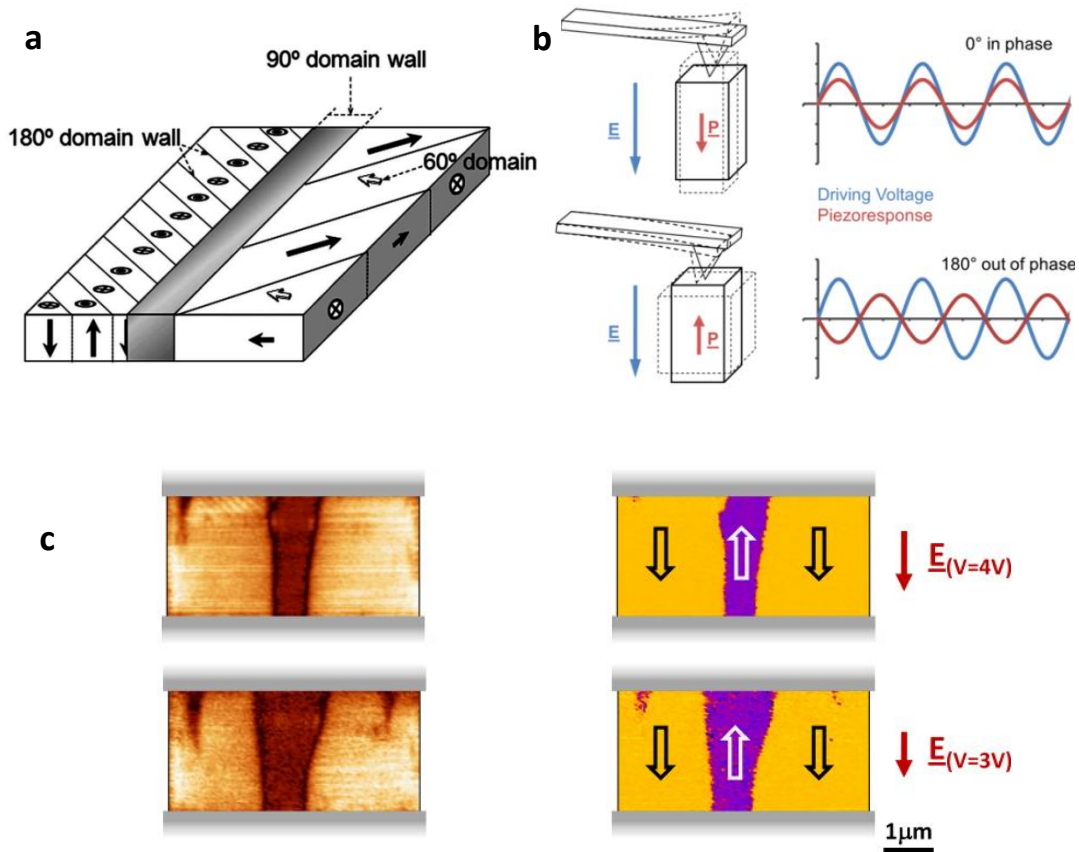 a
90º domain wall
180º domain wall
60º domain
b
E
P
0° in phase
Driving Voltage
Piezoresponse
E
P
180° out of phase
c
E(V=4V)
E(V=3V)
1μm